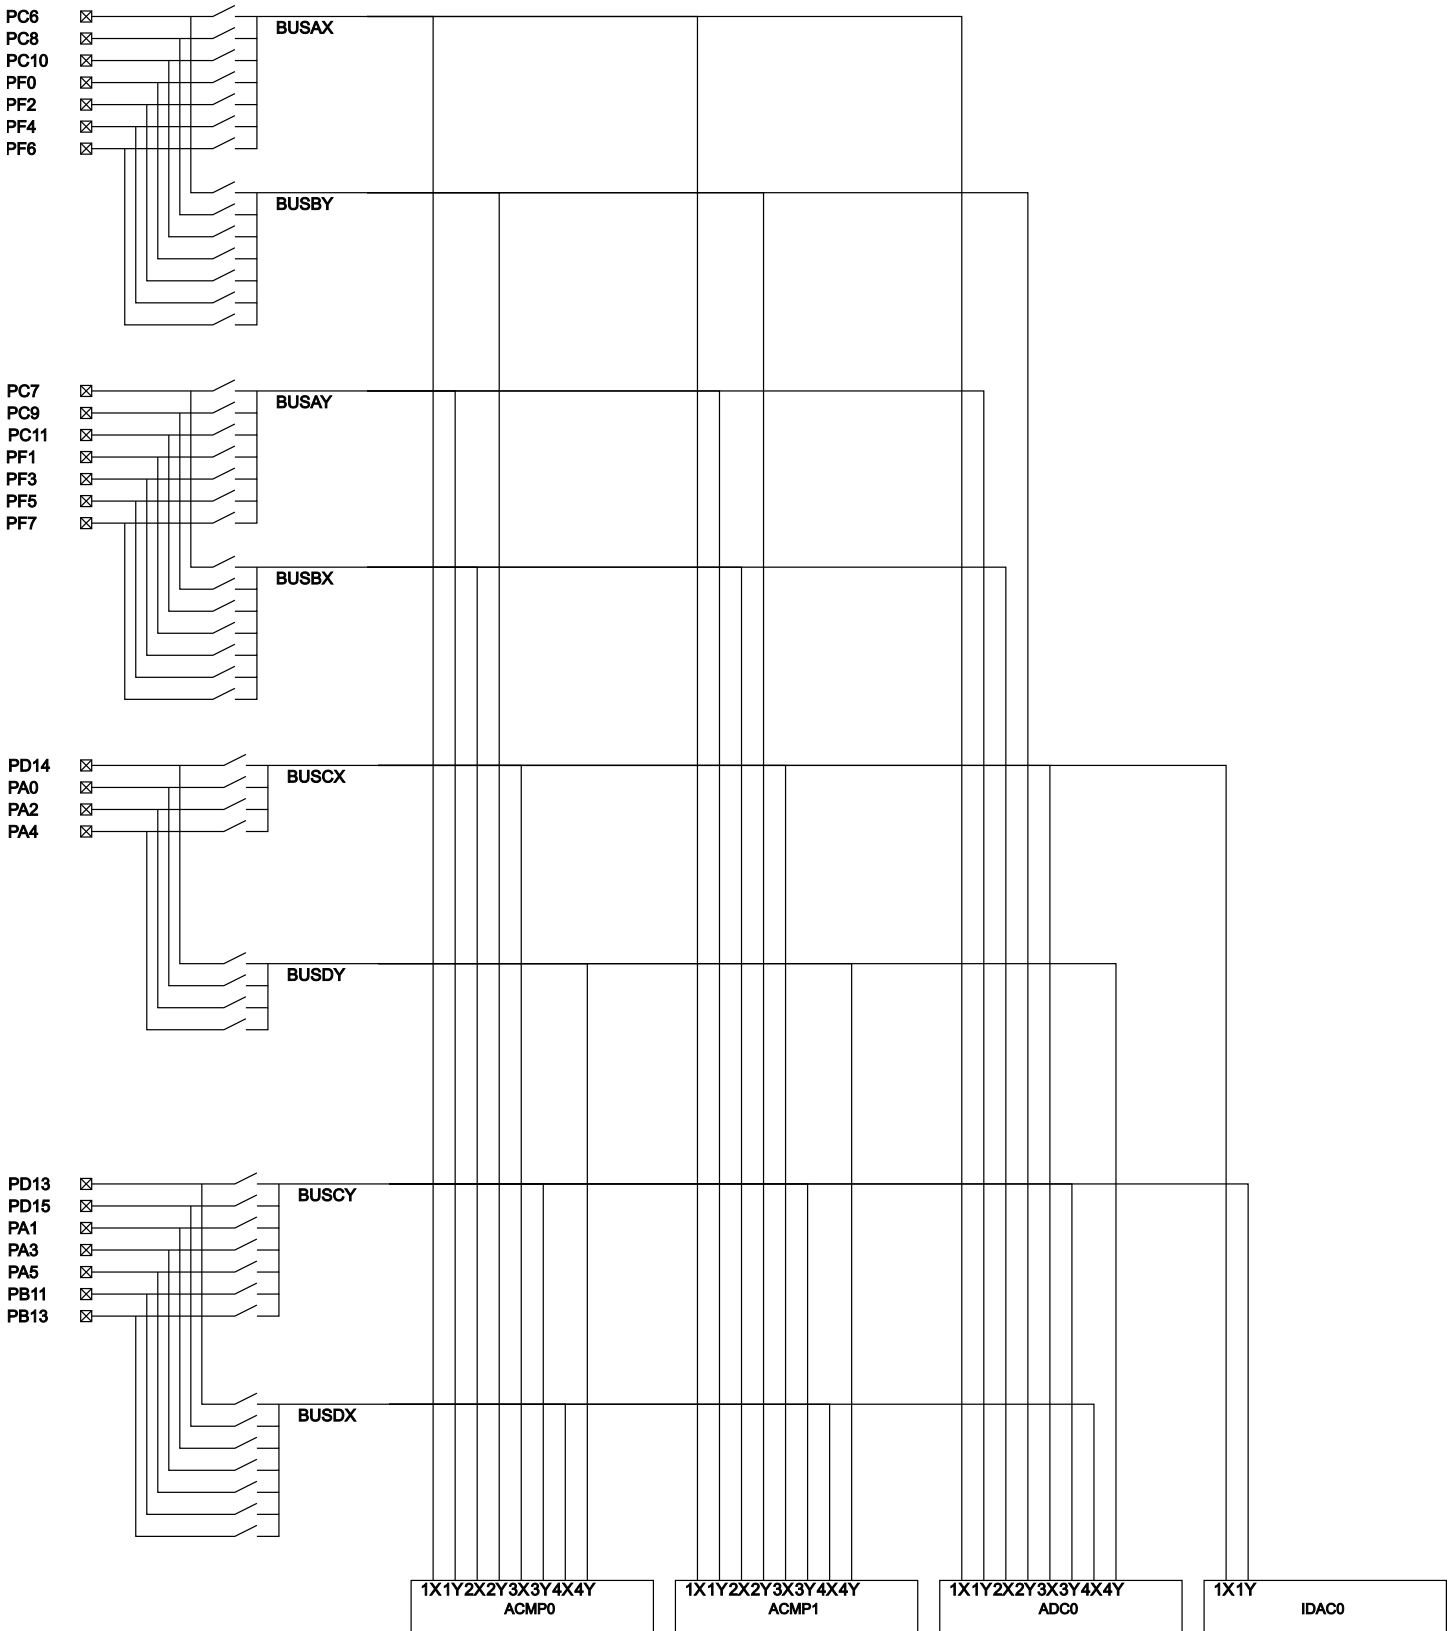 PC6
BUSAX
PC8
PC10
PF0
PF2
PF4
PF6
BUSBY
PC7
BUSAY
PC9
PC11
PF1
PF3
PF5
PF7
BUSBX
PD14
BUSCX
PA0
PA2
PA4
BUSDY
PD13
BUSCY
PD15
PA1
PA3
PA5
PB11
PB13
BUSDX
1X1Y2X2Y3X3Y4X4Y
ACMP0
1X1Y2X2Y3X3Y4X4Y
ACMP1
1X1Y2X2Y3X3Y4X4Y
ADC0
1X1Y
IDAC0